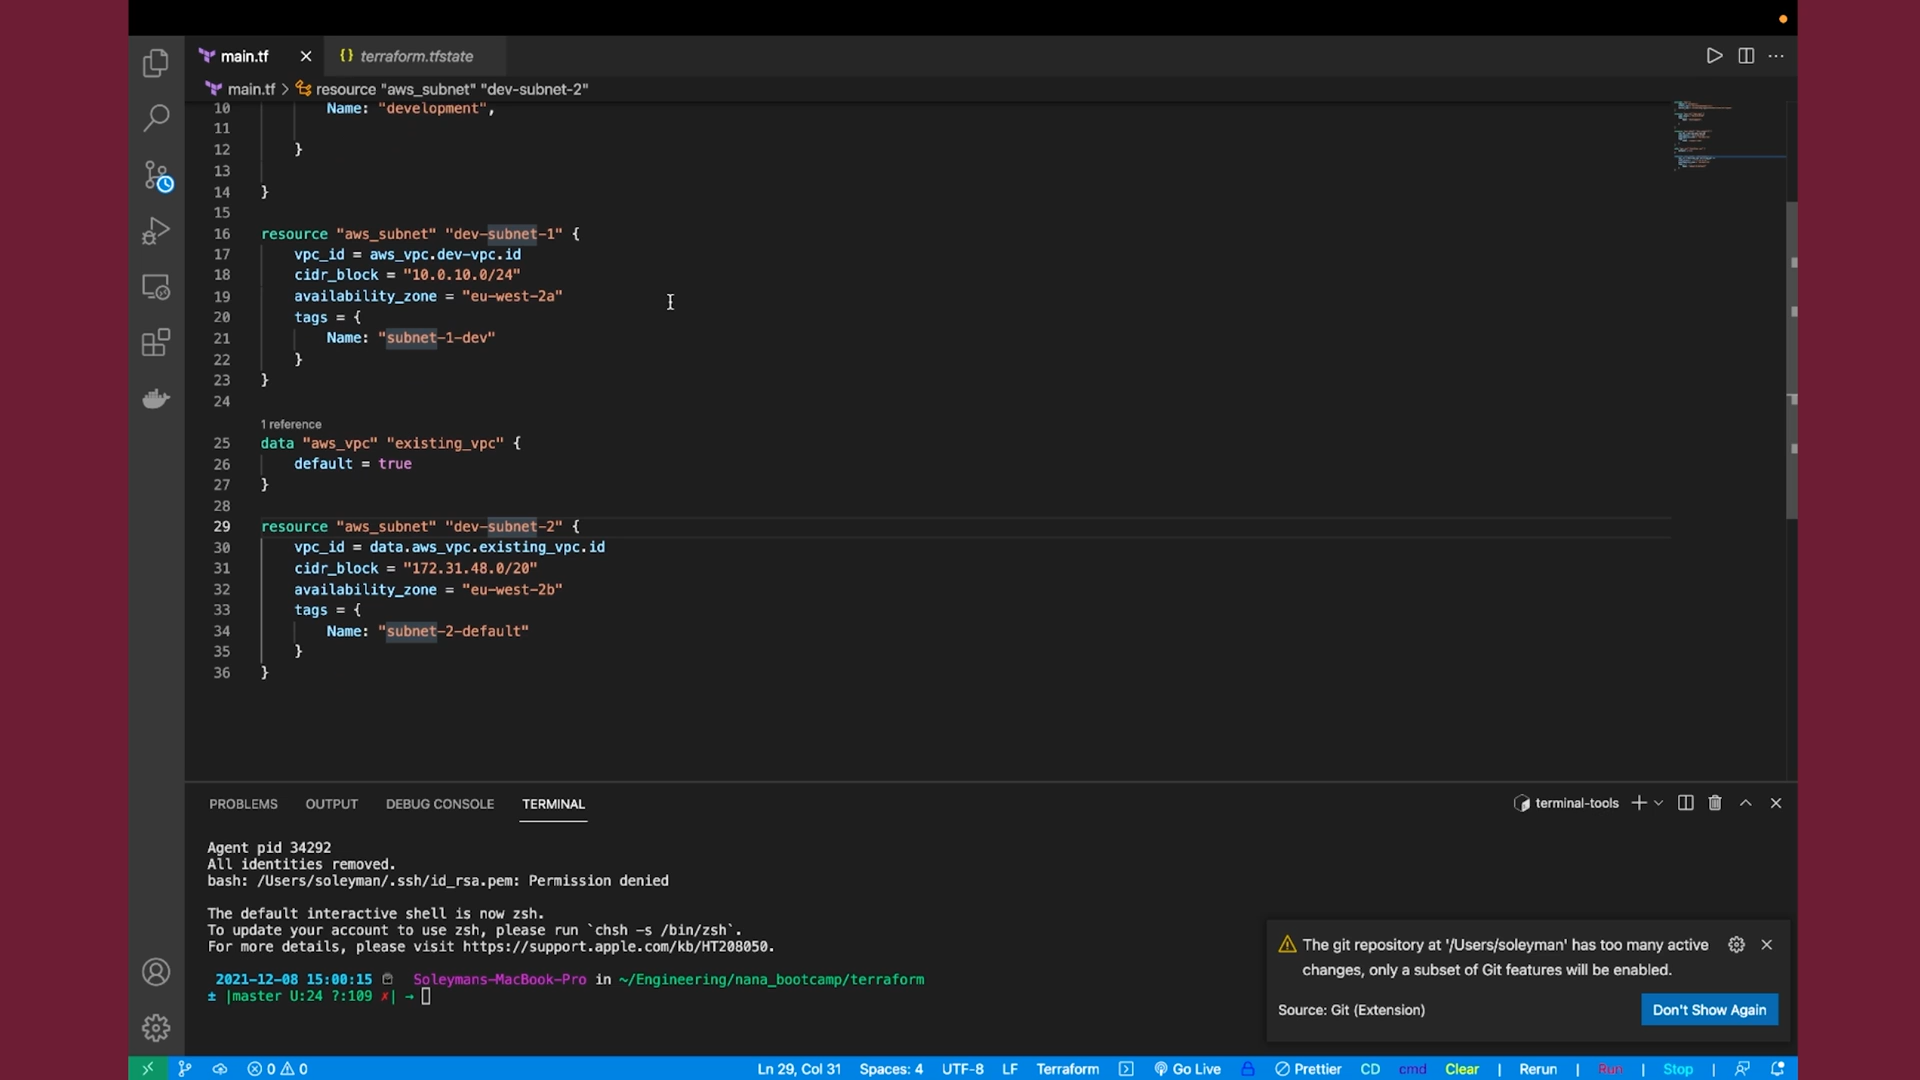 main.tf
{} terraform.tfstate
main.tf > resource "aws_subnet" "dev-subnet-2"
10 Name: "development",
11
12 }
13
14 }
15
16 resource "aws_subnet" "dev-subnet-1" {
17 vpc_id = aws_vpc.dev-vpc.id
18 cidr_block = "10.0.10.0/24"
19 availability_zone = "eu-west-2a"
20 tags = {
21 Name: "subnet-1-dev"
22 }
23 }
24
1 reference
25 data "aws_vpc" "existing_vpc" {
26 default = true
27 }
28
29 resource "aws_subnet" "dev-subnet-2" {
30 vpc_id = data.aws_vpc.existing_vpc.id
31 cidr_block = "172.31.48.0/20"
32 availability_zone = "eu-west-2b"
33 tags = {
34 Name: "subnet-2-default"
35 }
36 }
PROBLEMS OUTPUT DEBUG CONSOLE TERMINAL
terminal-tools
Agent pid 34292
All identities removed.
bash: /Users/soleyman/.ssh/id_rsa.pem: Permission denied
The default interactive shell is now zsh.
To update your account to use zsh, please run `chsh -s /bin/zsh`.
For more details, please visit https://support.apple.com/kb/HT208050.
2021-12-08 15:00:15 Soleymans-MacBook-Pro in ~/Engineering/nana_bootcamp/terraform
± |master U:24 ?:109 ✗| →
The git repository at '/Users/soleyman' has too many active
changes, only a subset of Git features will be enabled.
Source: Git (Extension)
Don't Show Again
0 0 Ln 29, Col 31 Spaces: 4 UTF-8 LF Terraform Go Live Prettier CD cmd Clear | Rerun | Run | Stop |